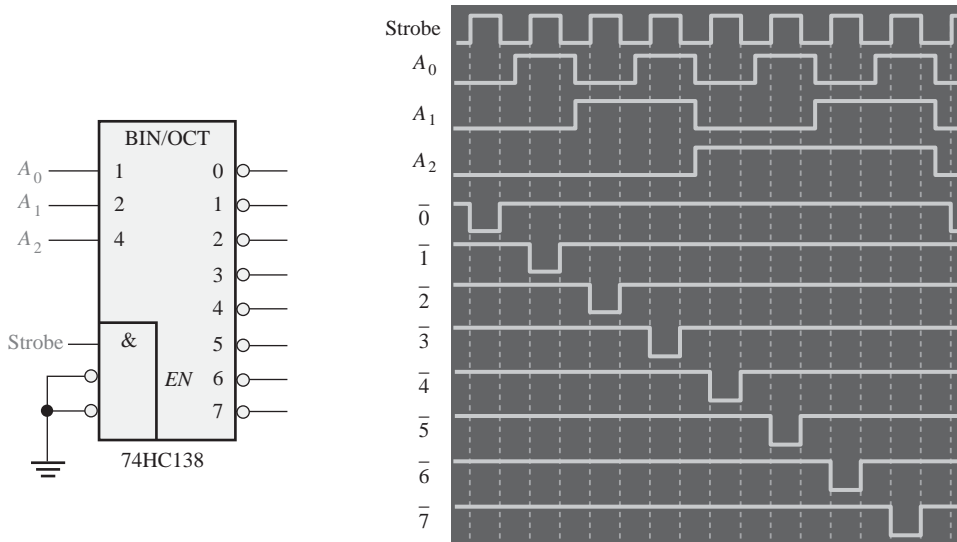 BIN/OCT
A0 1 0
A1 2 1
A2 4 2
3
4
Strobe & 5
EN 6
7
74HC138
Strobe
A0
A1
A2
0̅
1̅
2̅
3̅
4̅
5̅
6̅
7̅